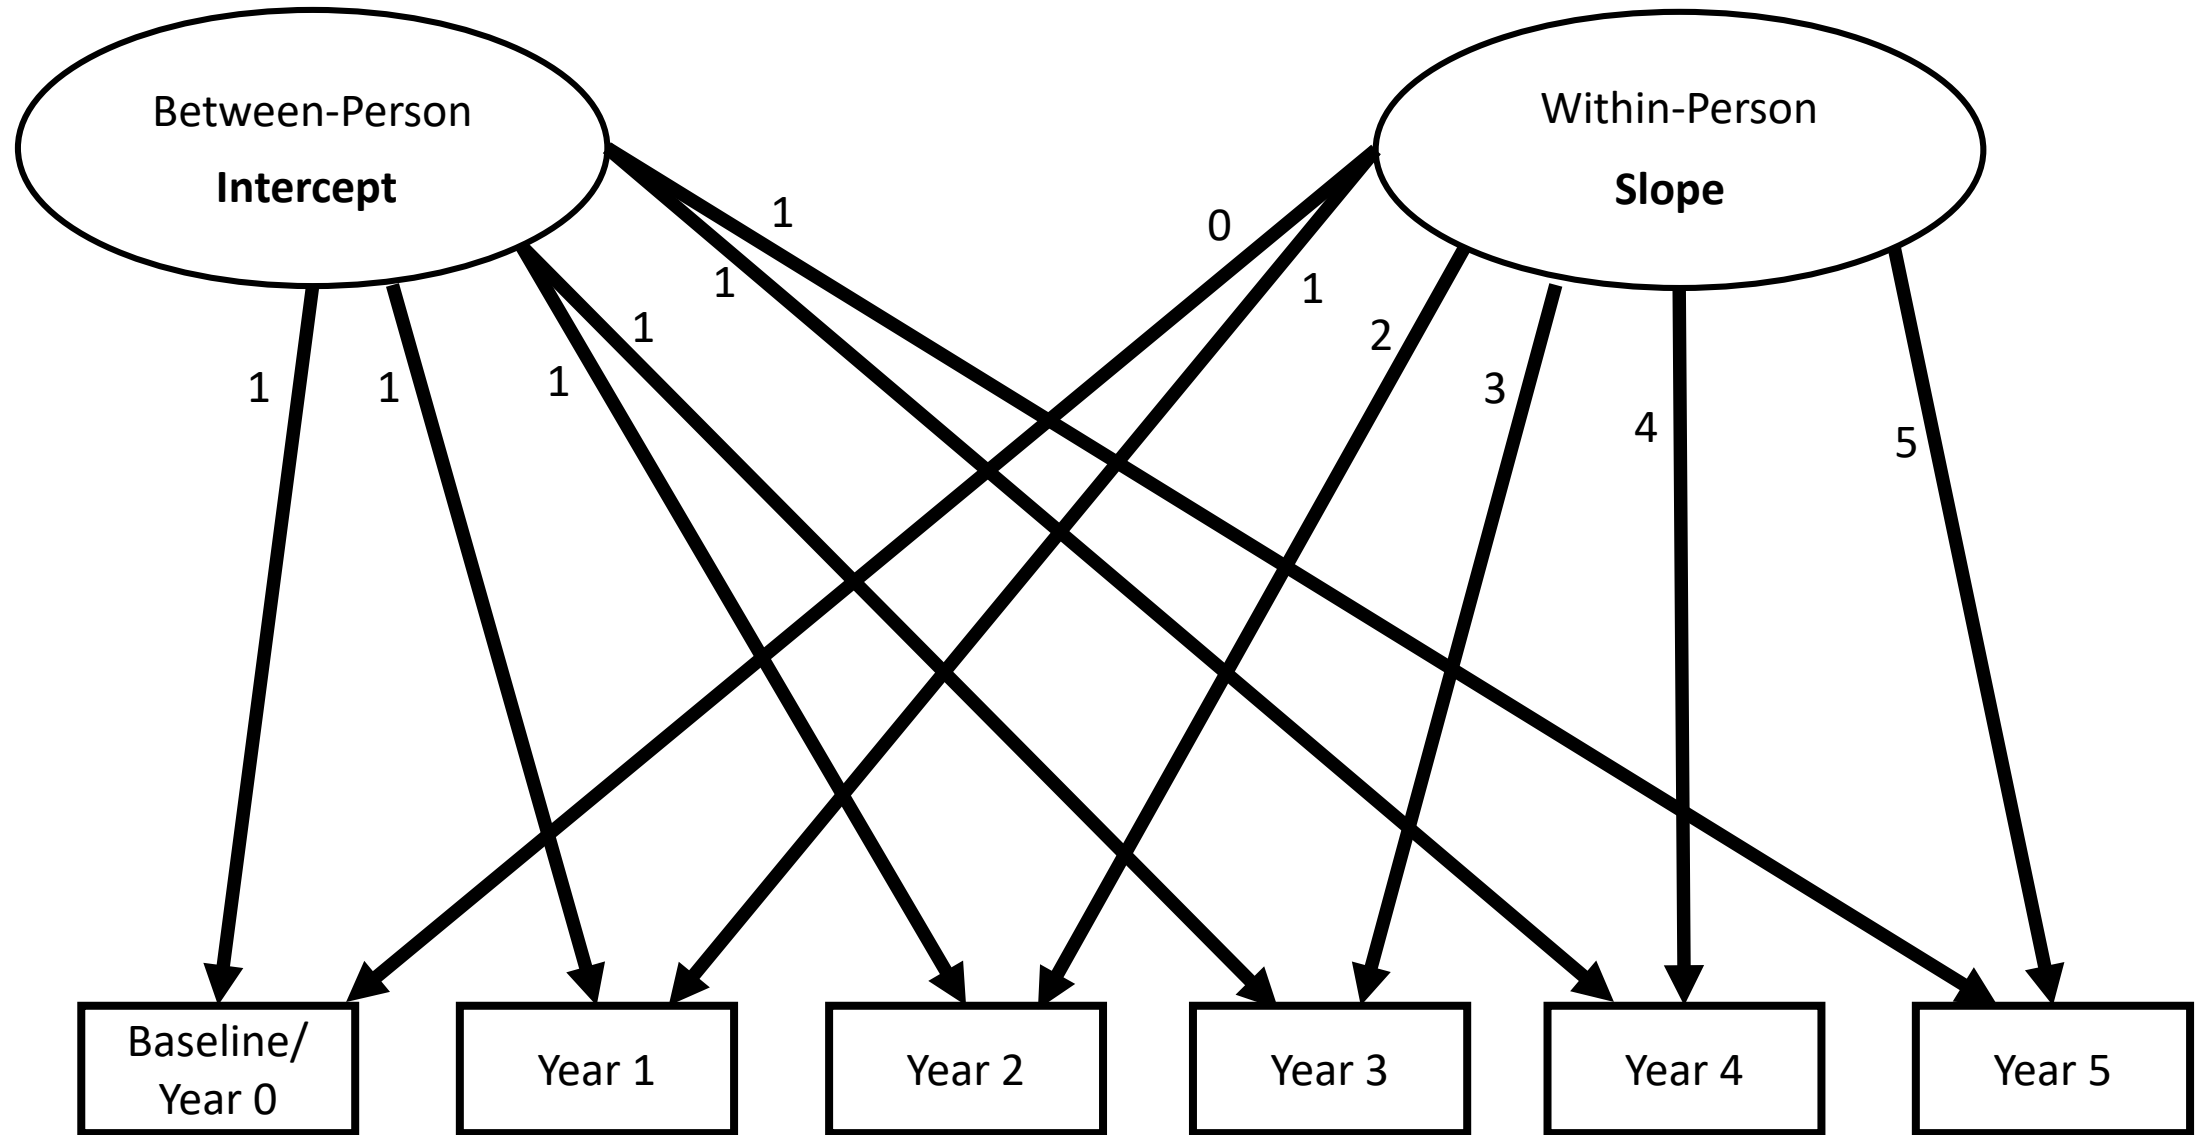 Between-Person
Intercept
Within-Person
Slope
1
0
1
1
1
1
2
1
1
1
3
4
5
Baseline/
Year 0
Year 1
Year 2
Year 3
Year 4
Year 5